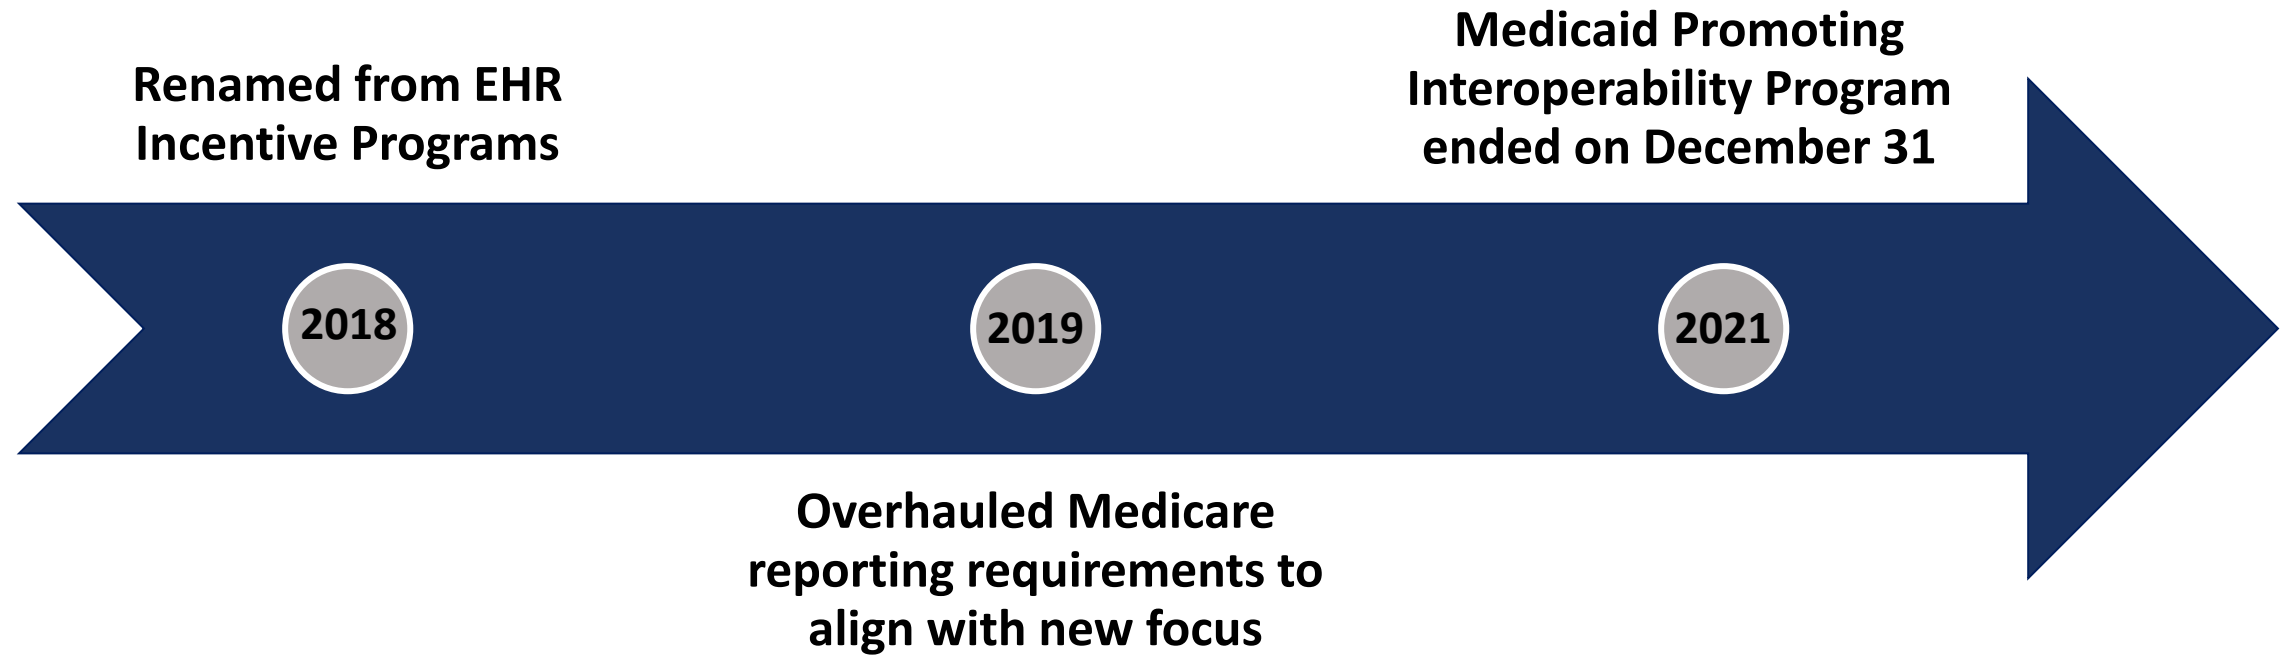 Renamed from EHR
Incentive Programs
2018
Overhauled Medicare
reporting requirements to
align with new focus
2019
Medicaid Promoting
Interoperability Program
ended on December 31
2021